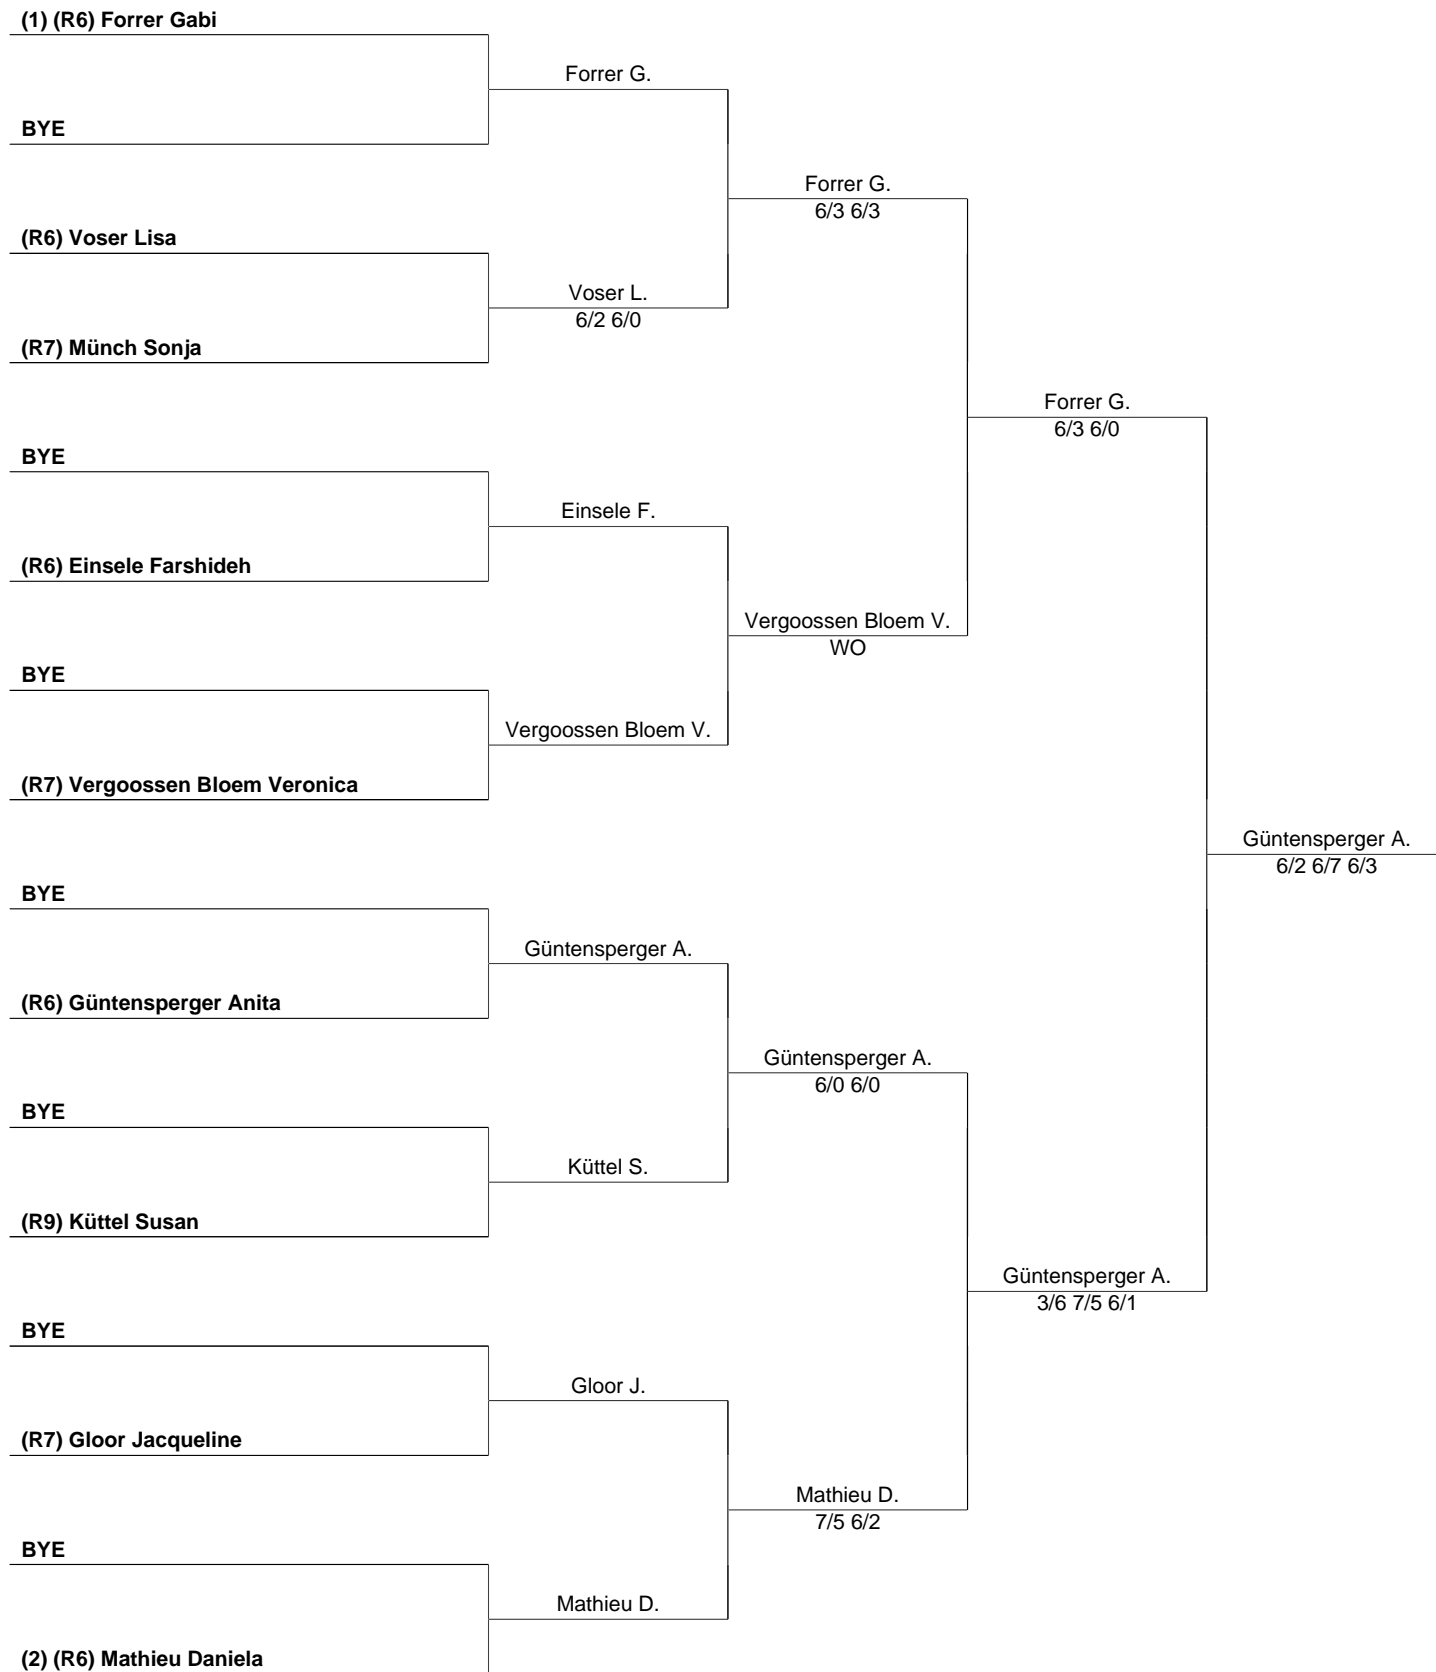 (1) (R6) Forrer Gabi
Forrer G.
BYE
Forrer G.
6/3 6/3
(R6) Voser Lisa
Voser L.
6/2 6/0
(R7) Münch Sonja
Forrer G.
6/3 6/0
BYE
Einsele F.
(R6) Einsele Farshideh
Vergoossen Bloem V.
WO
BYE
Vergoossen Bloem V.
(R7) Vergoossen Bloem Veronica
Güntensperger A.
6/2 6/7 6/3
BYE
Güntensperger A.
(R6) Güntensperger Anita
Güntensperger A.
6/0 6/0
BYE
Küttel S.
(R9) Küttel Susan
Güntensperger A.
3/6 7/5 6/1
BYE
Gloor J.
(R7) Gloor Jacqueline
Mathieu D.
7/5 6/2
BYE
Mathieu D.
(2) (R6) Mathieu Daniela